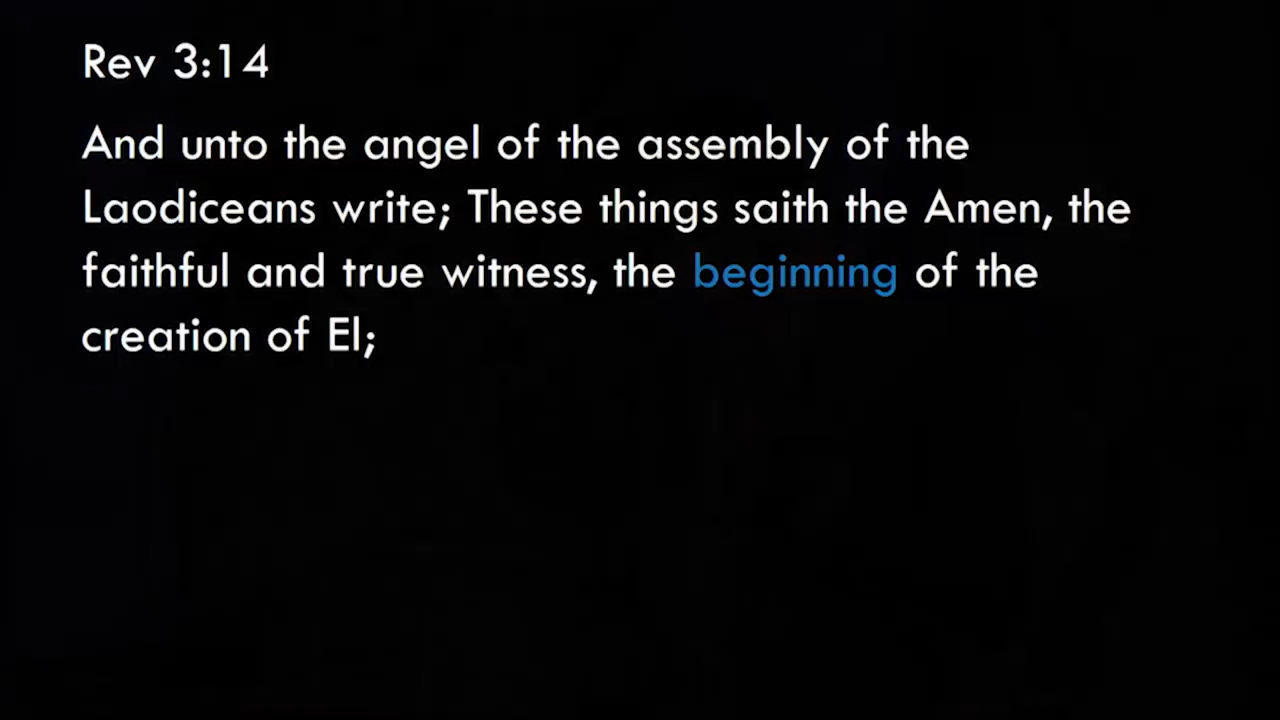 Rev 3:14
And unto the angel of the assembly of the
Laodiceans write; These things saith the Amen, the
faithful and true witness, the beginning of the
creation of El;